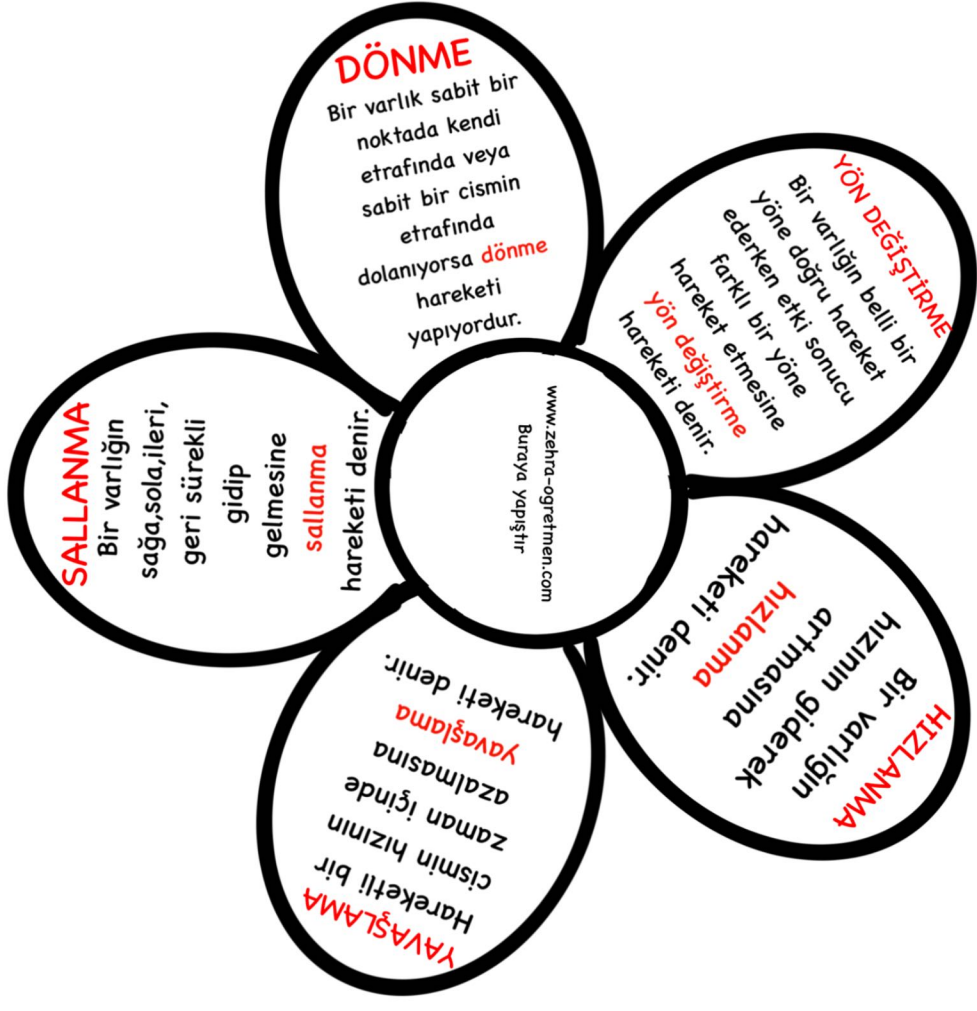 DÖNME
Bir varlık sabit bir
noktada kendi
etrafında veya
sabit bir cismin
etrafında
dolanıyorsa dönme
hareketi
yapıyordur.
YÖN DEĞİŞTİRME
Bir varlığın belli bir
yöne doğru hareket
ederken etki sonucu
farklı bir yöne
hareket etmesine
yön değiştirme
hareketi denir.
HIZLANMA
Bir varlığın
hızının giderek
artmasına
hızlanma
hareketi denir.
YAVAŞLAMA
Hareketli bir
cismin hızının
zaman içinde
azalmasına
yavaşlama
hareketi denir.
SALLANMA
Bir varlığın
sağa,sola,ileri,
geri sürekli
gidip
gelmesine
sallanma
hareketi denir.
www.zehra-ogretmen.com
Buraya yapıştır